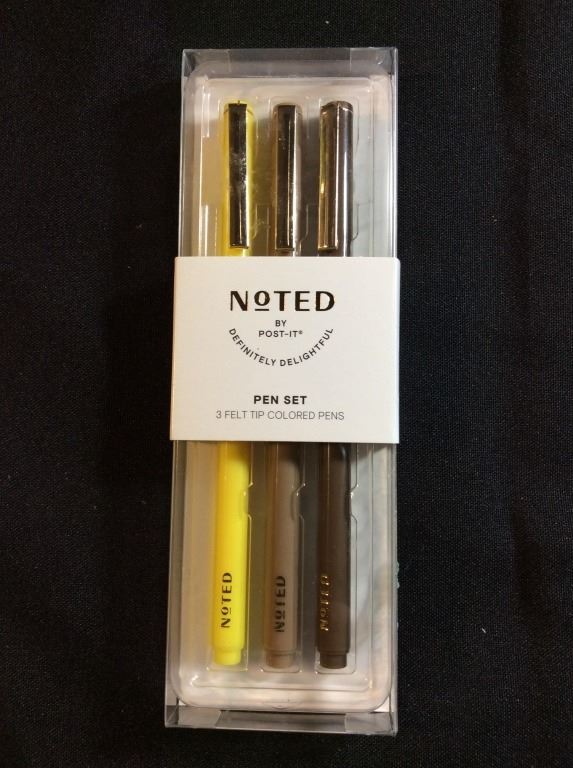 NOTED
BY
POST-IT®
DEFINITELY DELIGHTFUL
PEN SET
3 FELT TIP COLORED PENS
NOTED
NOTED
NOTED